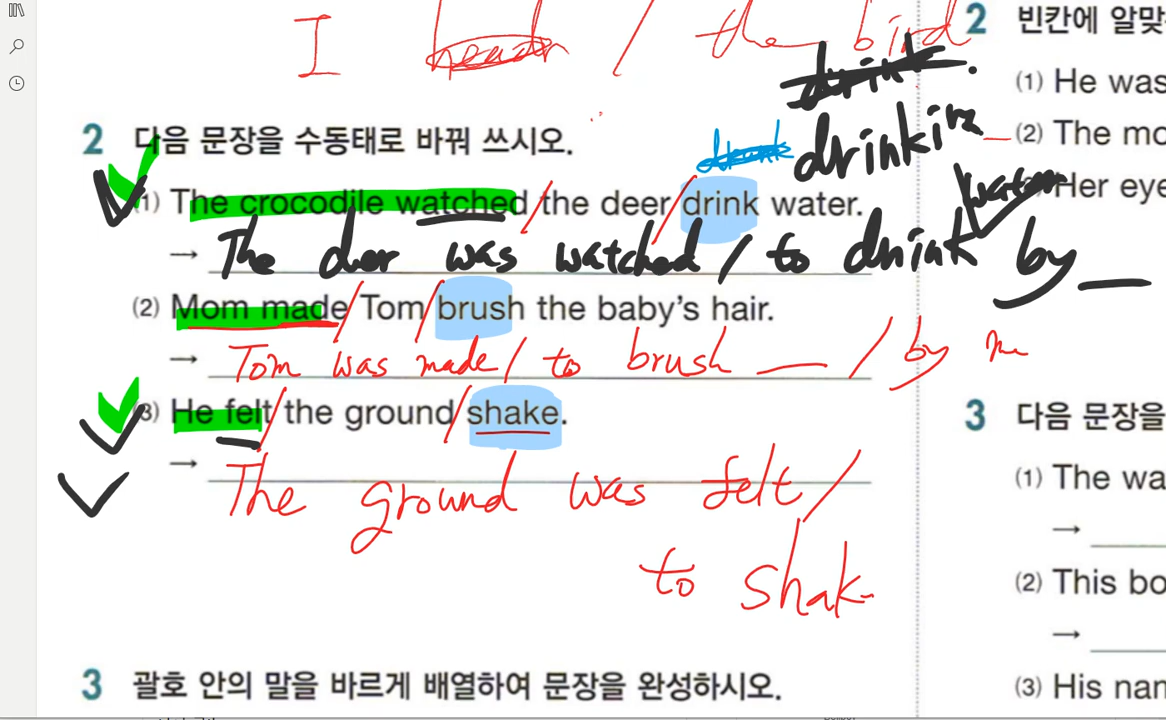 I / the bird
2 다음 문장을 수동태로 바꿔 쓰시오.
drink
drink drinkin
(1) The crocodile watched / the deer / drink water.
water
→ The deer was watched / to drink by
(2) Mom made / Tom / brush the baby's hair.
→ Tom was made / to brush / by m
(3) He felt / the ground / shake.
→ The ground was felt /
to shake
3 괄호 안의 말을 바르게 배열하여 문장을 완성하시오.
2 빈칸에 알맞
(1) He was
(2) The mo
Her eye
3 다음 문장을
(1) The wa
→
(2) This bo
→
(3) His nan